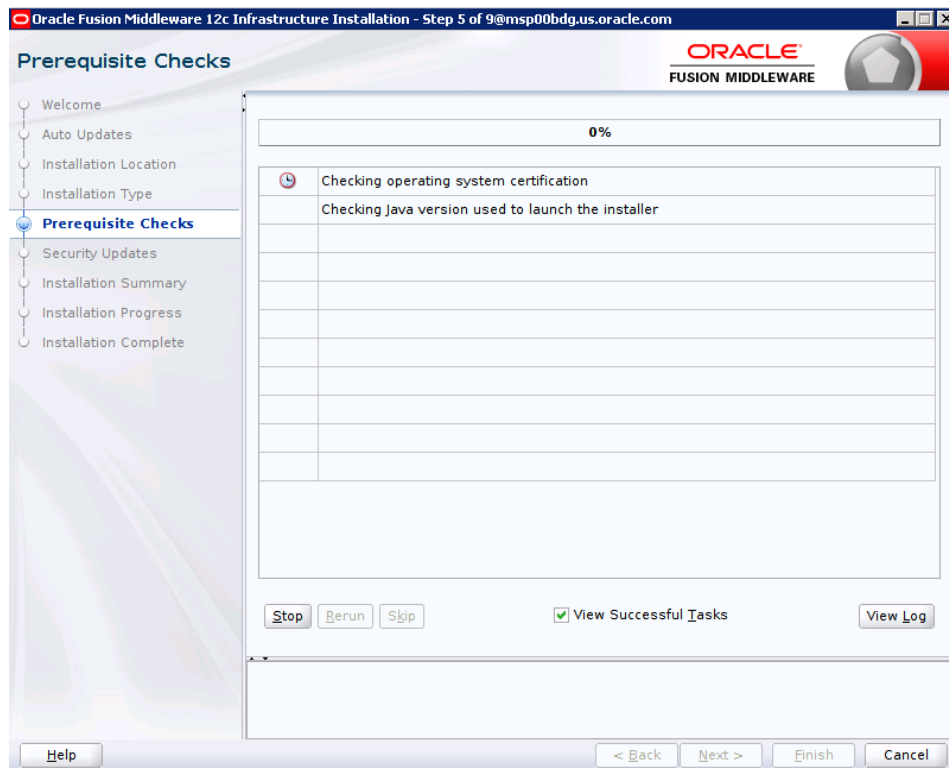 Oracle Fusion Middleware 12c Infrastructure Installation - Step 5 of 9@msp00bdg.us.oracle.com
Prerequisite Checks
ORACLE
FUSION MIDDLEWARE
Welcome
Auto Updates
Installation Location
Installation Type
Prerequisite Checks
Security Updates
Installation Summary
Installation Progress
Installation Complete
0%
Checking operating system certification
Checking Java version used to launch the installer
Stop
Rerun
Skip
View Successful Tasks
View Log
Help
< Back
Next >
Finish
Cancel